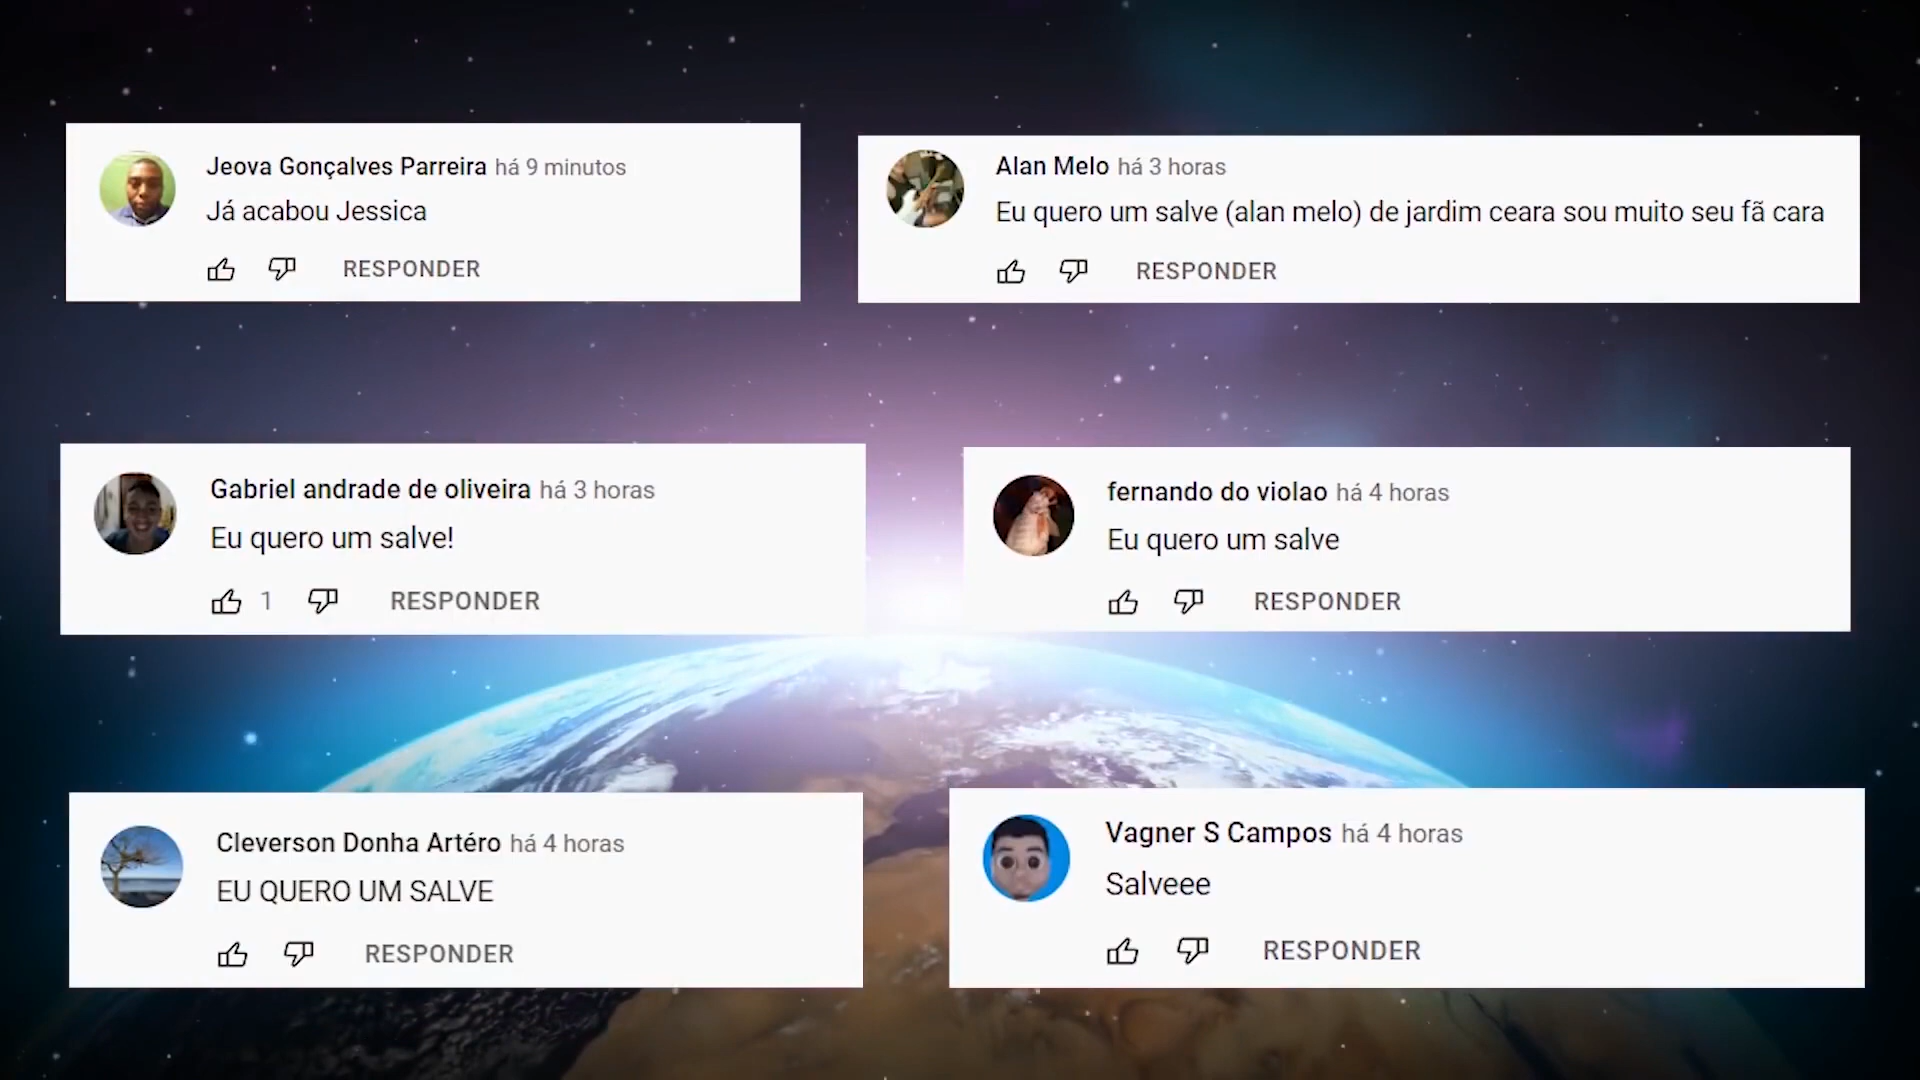 Jeova Gonçalves Parreira há 9 minutos
Já acabou Jessica
RESPONDER
Alan Melo há 3 horas
Eu quero um salve (alan melo) de jardim ceara sou muito seu fã cara
RESPONDER
Gabriel andrade de oliveira há 3 horas
Eu quero um salve!
1 RESPONDER
fernando do violao há 4 horas
Eu quero um salve
RESPONDER
Cleverson Donha Artéro há 4 horas
EU QUERO UM SALVE
RESPONDER
Vagner S Campos há 4 horas
Salveee
RESPONDER